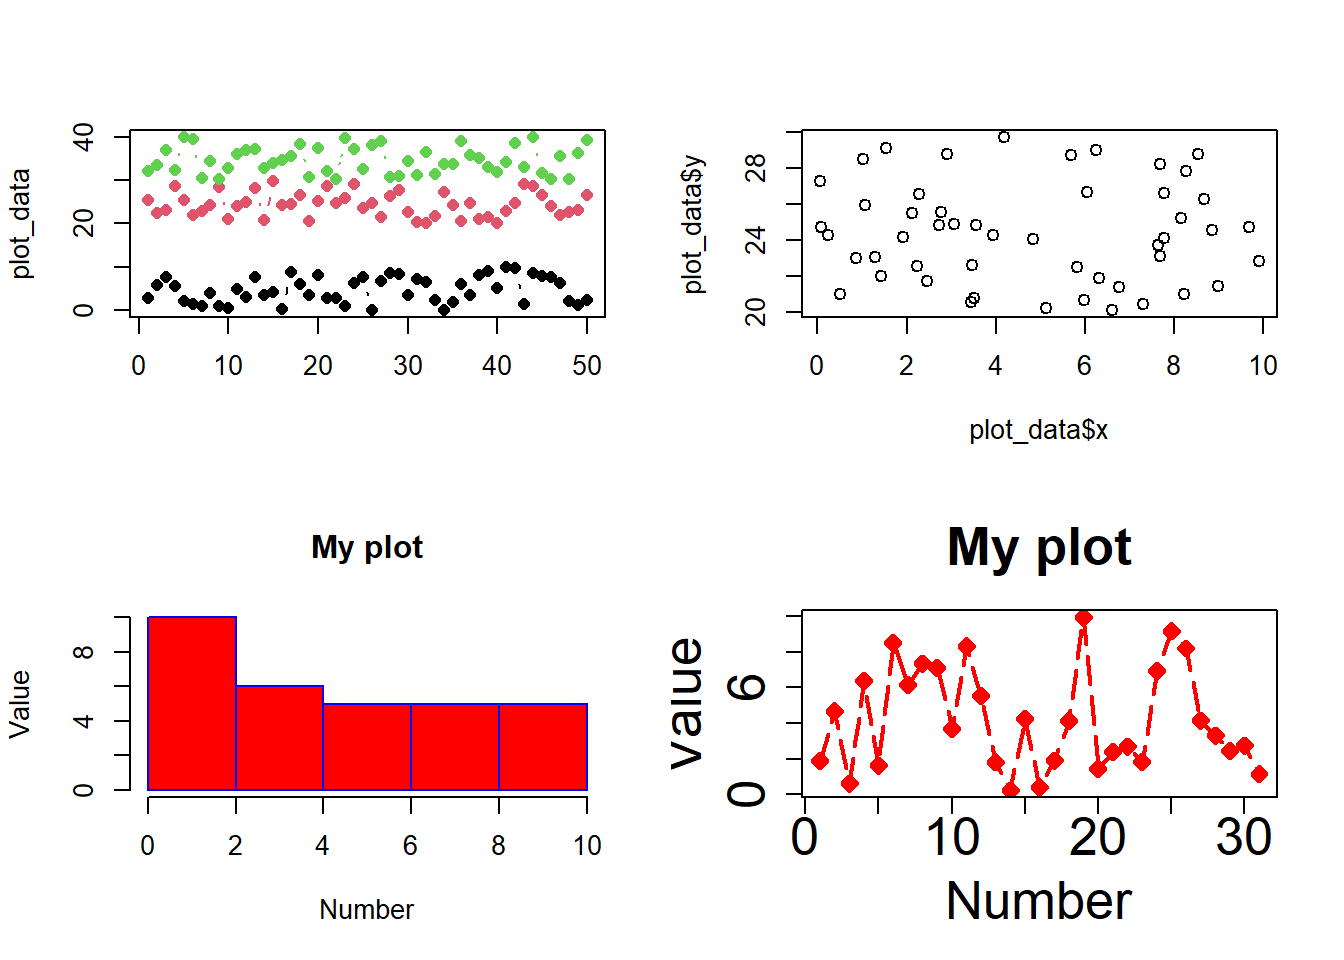 plot_data
40
20
0
0 10 20 30 40 50
plot_data$y
28
24
20
0 2 4 6 8 10
plot_data$x
My plot
Value
8
4
0
0 2 4 6 8 10
Number
My plot
value
6
0
0 10 20 30
Number